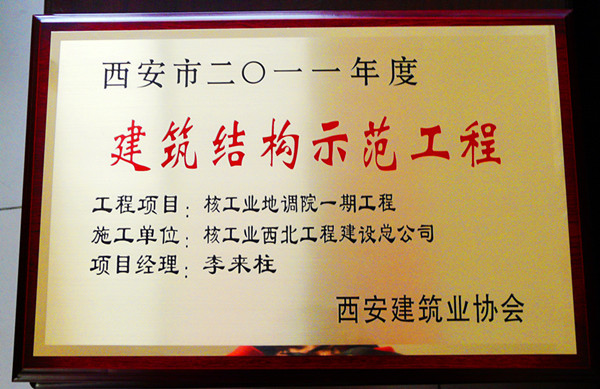 西安市二〇一一年度
建筑结构示范工程
工程项目：核工业地调院一期工程
施工单位：核工业西北工程建设总公司
项目经理：李来柱
西安建筑业协会